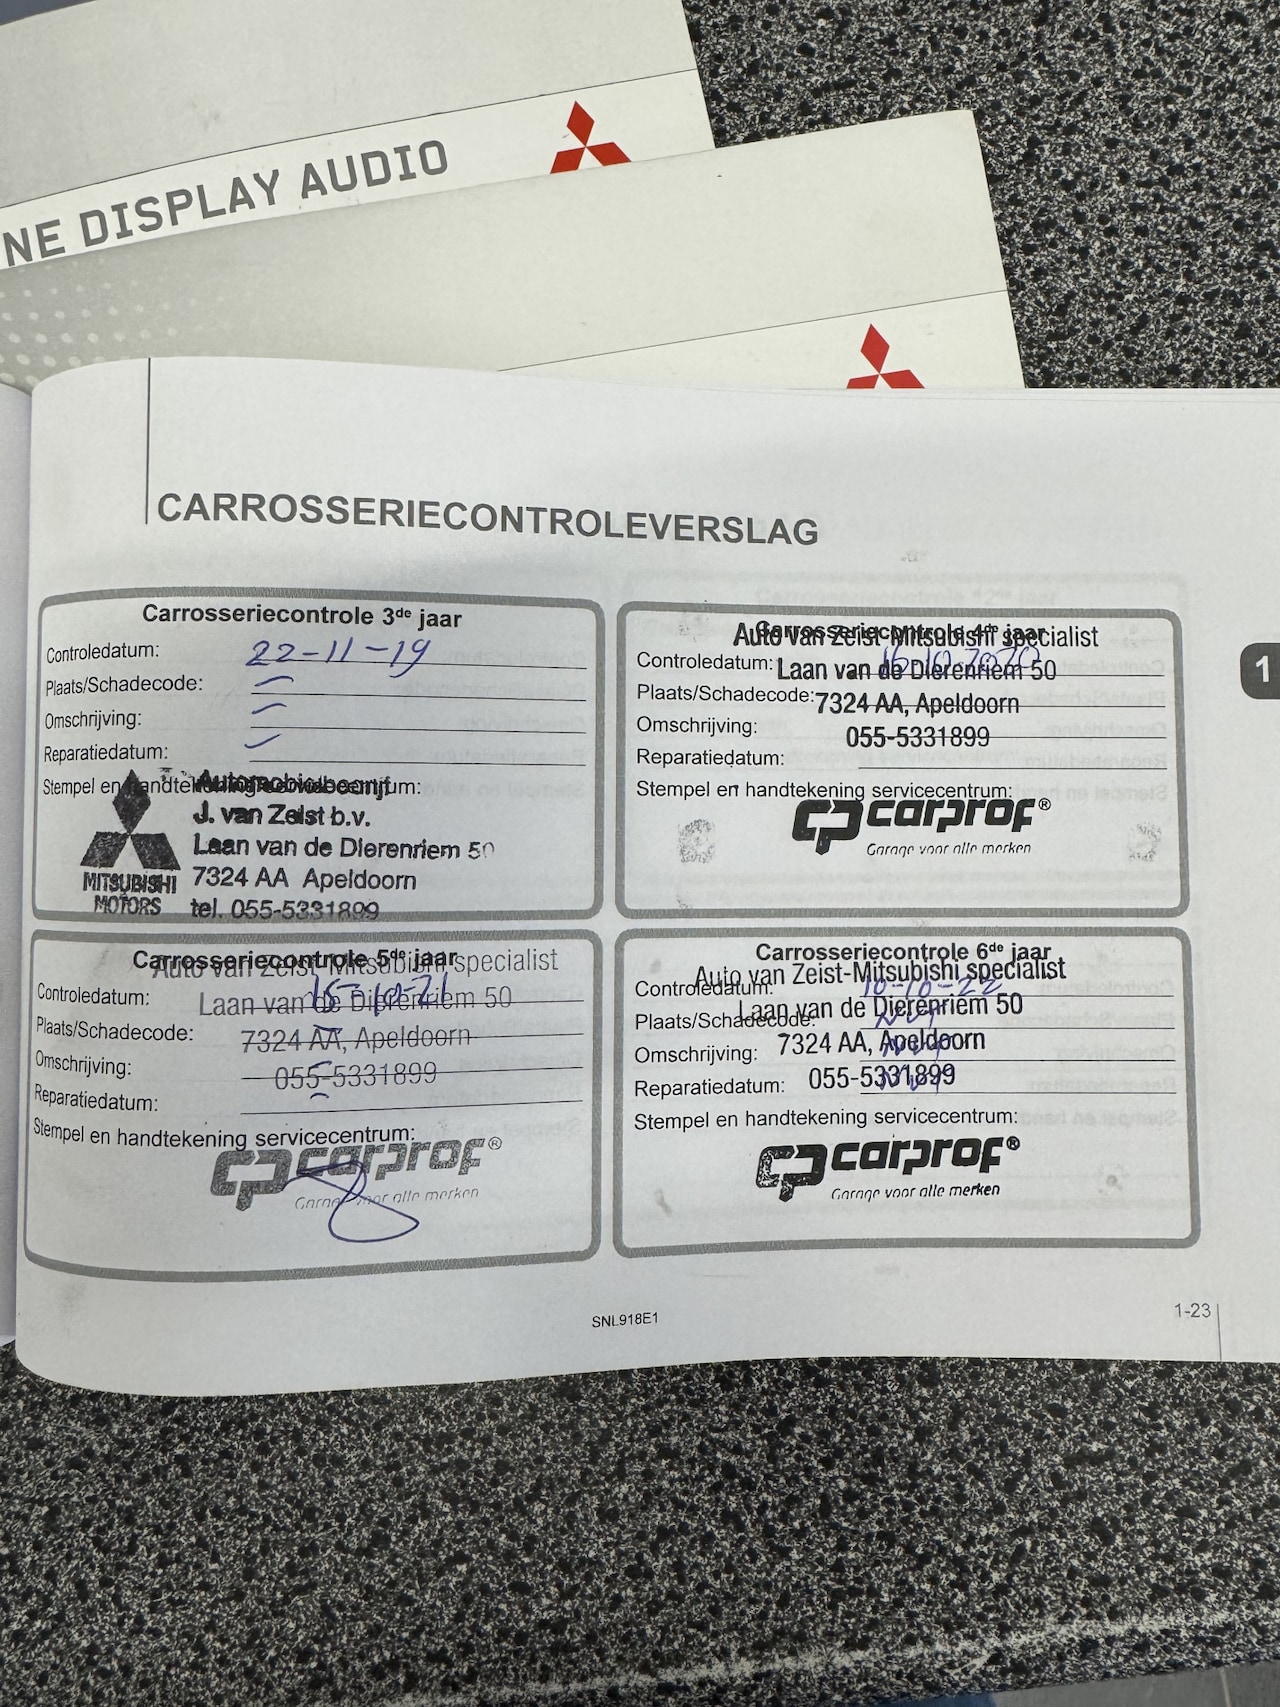 NE DISPLAY AUDIO
CARROSSERIECONTROLEVERSLAG
Carrosseriecontrole 3de jaar
Controledatum: 22-11-19
Plaats/Schadecode:
Omschrijving:
Reparatiedatum:
Stempel en handtekening servicecentrum:
Automobielbedrijf
J. van Zeist b.v.
Laan van de Dierenriem 50
7324 AA Apeldoorn
tel. 055-5331899
MITSUBISHI
MOTORS
Carrosseriecontrole 4de jaar
Auto van Zeist-Mitsubishi specialist
Controledatum: 16-10-2020
Laan van de Dierenriem 50
Plaats/Schadecode:
7324 AA, Apeldoorn
Omschrijving:
055-5331899
Reparatiedatum:
Stempel en handtekening servicecentrum:
carprof®
Garage voor alle merken
1
Carrosseriecontrole 5de jaar
Auto van Zeist-Mitsubishi specialist
Controledatum: 15-10-21
Laan van de Dierenriem 50
Plaats/Schadecode:
7324 AA, Apeldoorn
Omschrijving:
055-5331899
Reparatiedatum:
Stempel en handtekening servicecentrum:
carprof®
Garage voor alle merken
Carrosseriecontrole 6de jaar
Auto van Zeist-Mitsubishi specialist
Controledatum: 10-10-22
Laan van de Dierenriem 50
Plaats/Schadecode:
7324 AA, Apeldoorn
Omschrijving:
055-5331899
Reparatiedatum:
Stempel en handtekening servicecentrum:
carprof®
Garage voor alle merken
SNL918E1
1-23